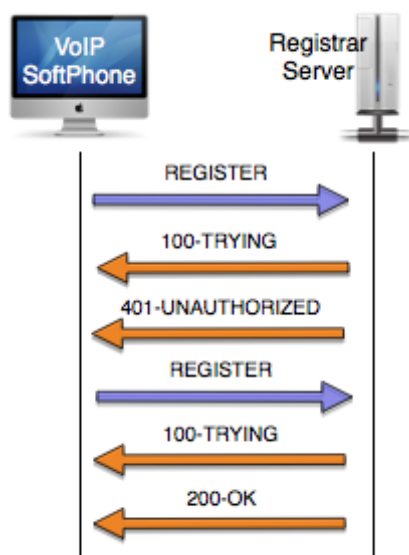 VoIP
SoftPhone
Registrar
Server
REGISTER
100-TRYING
401-UNAUTHORIZED
REGISTER
100-TRYING
200-OK